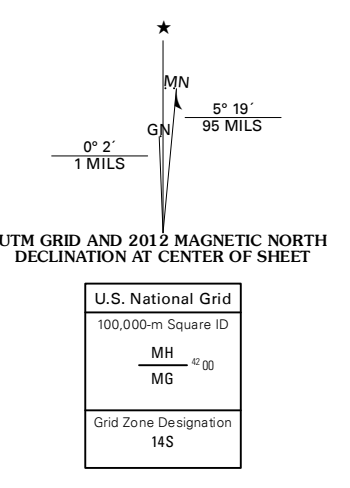 ★
MN
GN
5° 19´
95 MILS
0° 2´
1 MILS
UTM GRID AND 2012 MAGNETIC NORTH
DECLINATION AT CENTER OF SHEET
U.S. National Grid
100,000-m Square ID
MH
42 00
MG
Grid Zone Designation
14S